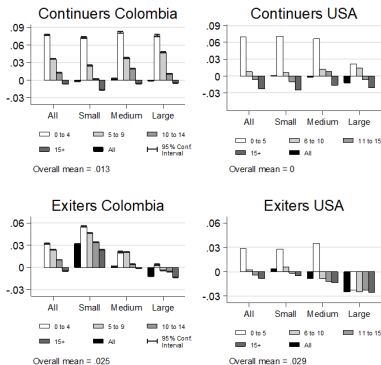 Continuers Colombia
.09
.06
.03
0
-.03
All Small Medium Large
0 to 4 5 to 9 10 to 14
15+ All 95% Conf. Interval
Overall mean = .013
Continuers USA
.09
.06
.03
0
-.03
All Small Medium Large
0 to 5 6 to 10 11 to 15
15+ All
Overall mean = 0
Exiters Colombia
.06
.03
0
-.03
All Small Medium Large
0 to 4 5 to 9 10 to 14
15+ All 95% Conf. Interval
Overall mean = .025
Exiters USA
.06
.03
0
-.03
All Small Medium Large
0 to 5 6 to 10 11 to 15
15+ All
Overall mean = .029